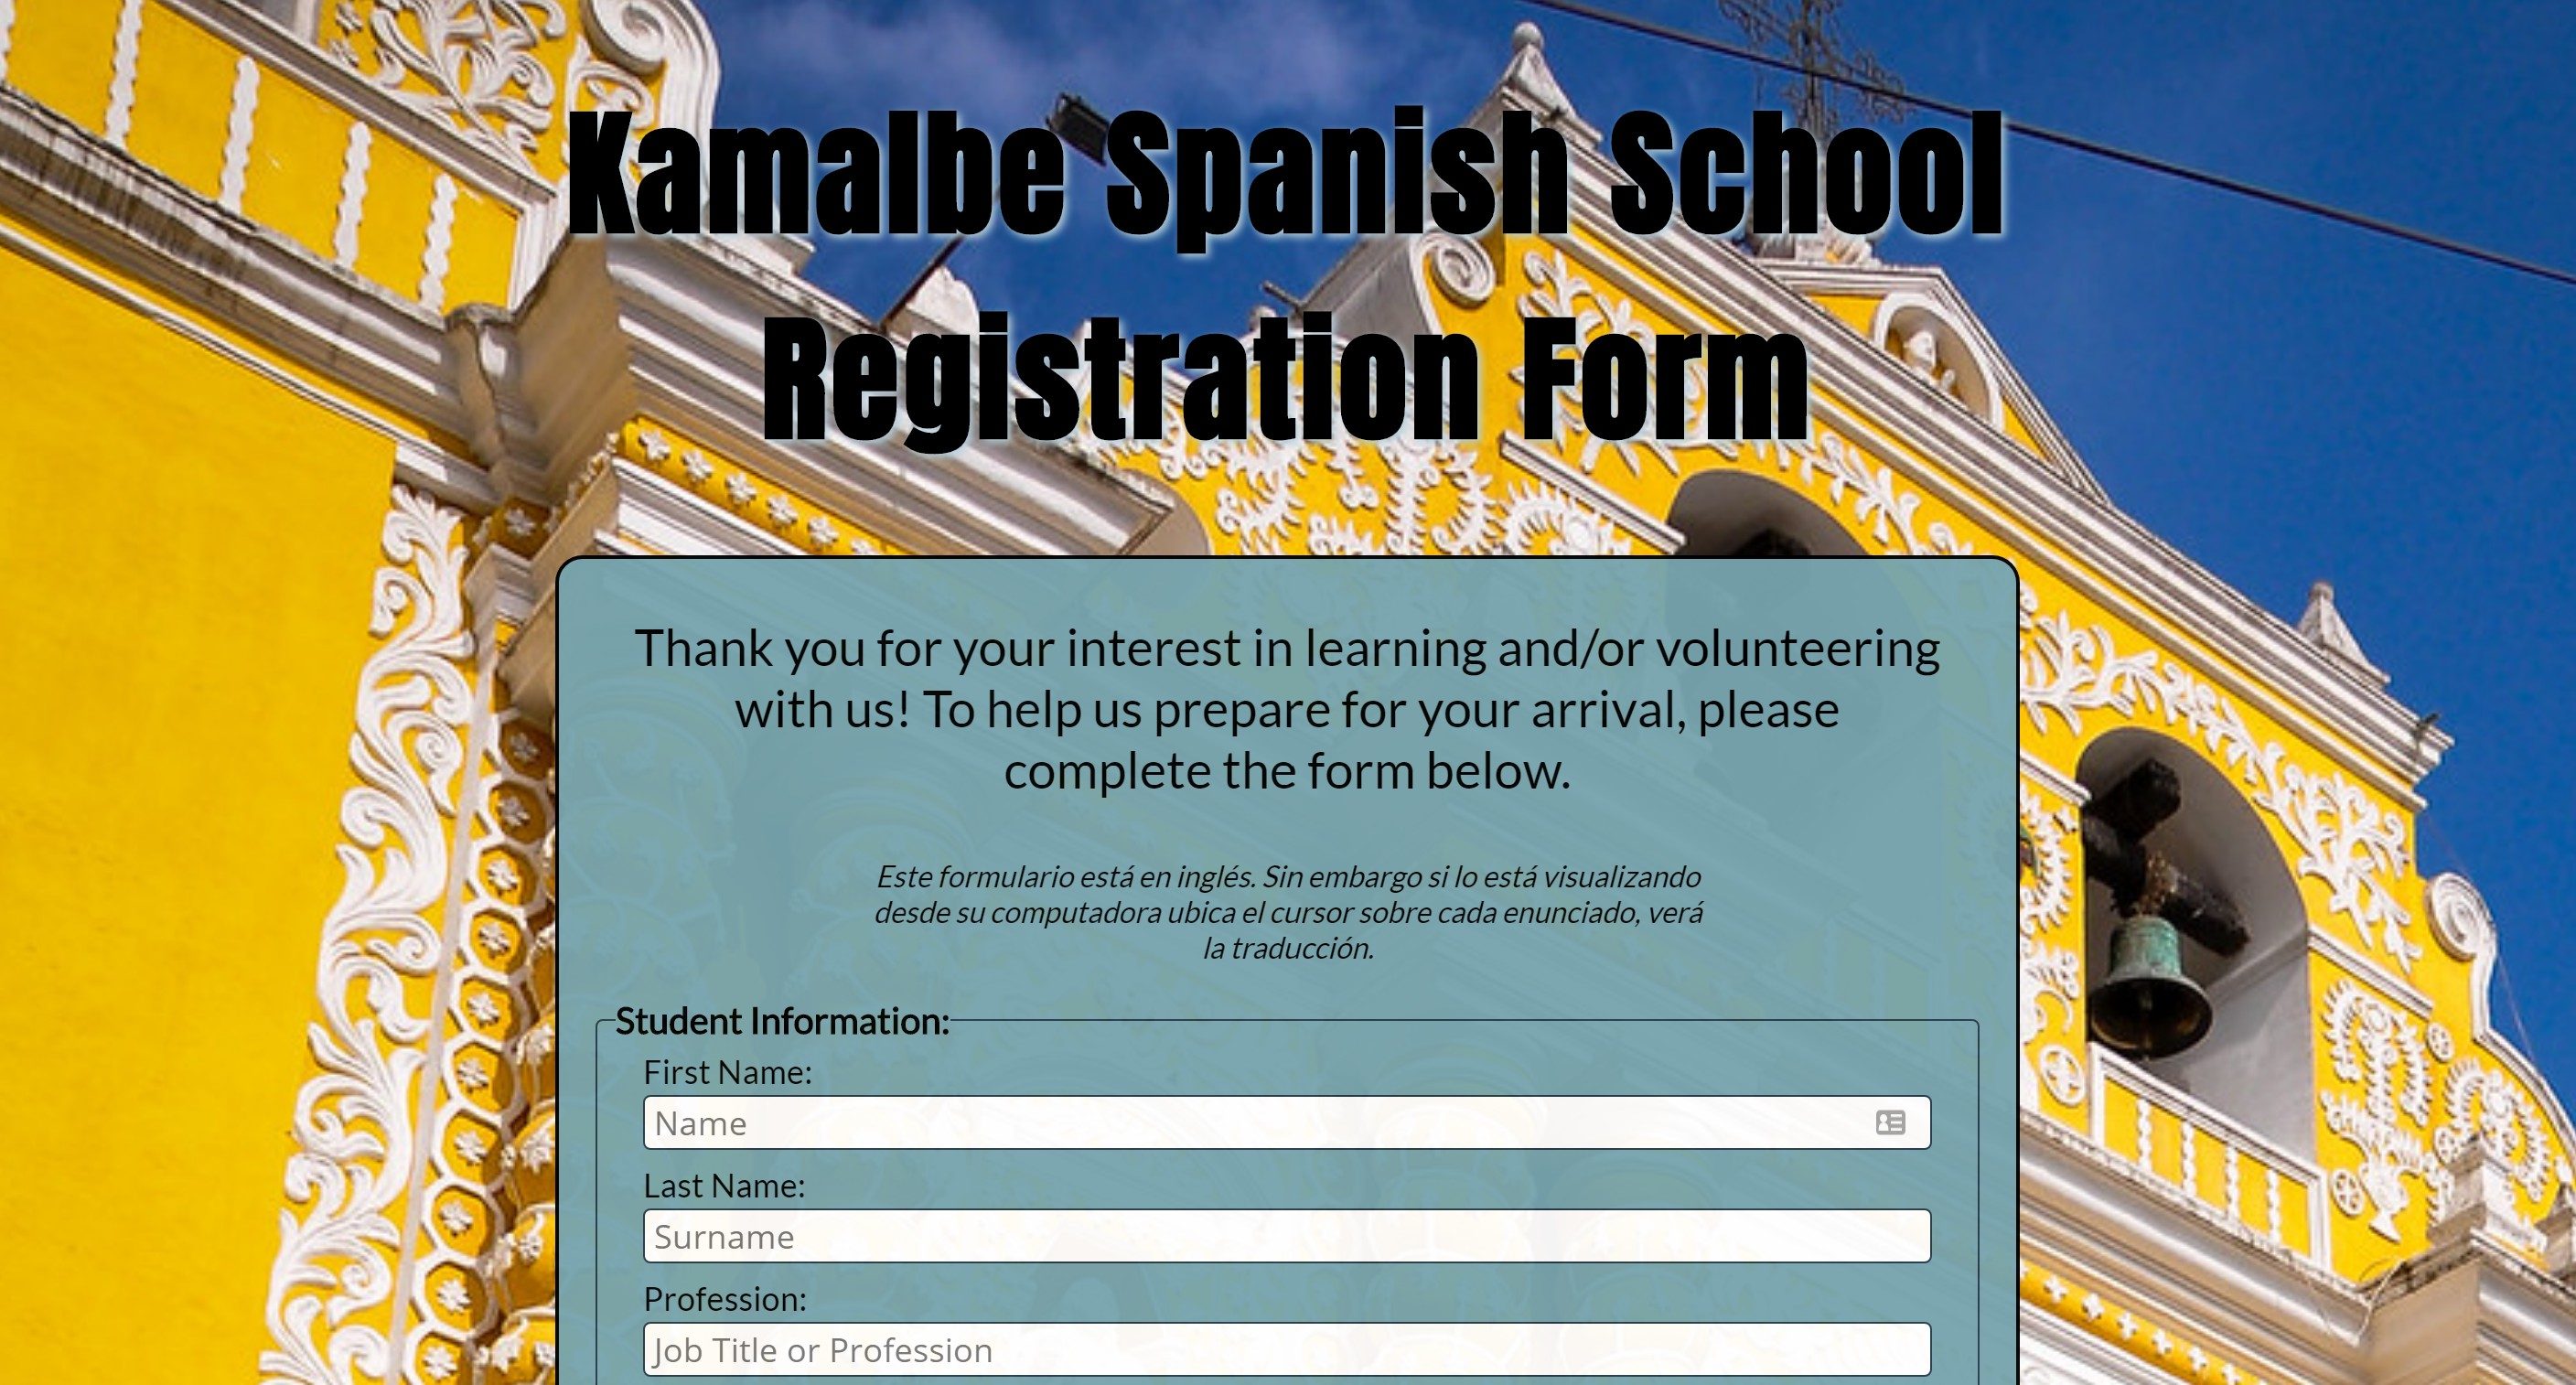 Kamalbe Spanish School
Registration Form
Thank you for your interest in learning and/or volunteering
with us! To help us prepare for your arrival, please
complete the form below.
Este formulario está en inglés. Sin embargo si lo está visualizando
desde su computadora ubica el cursor sobre cada enunciado, verá
la traducción.
Student Information:
First Name:
Name
Last Name:
Surname
Profession:
Job Title or Profession